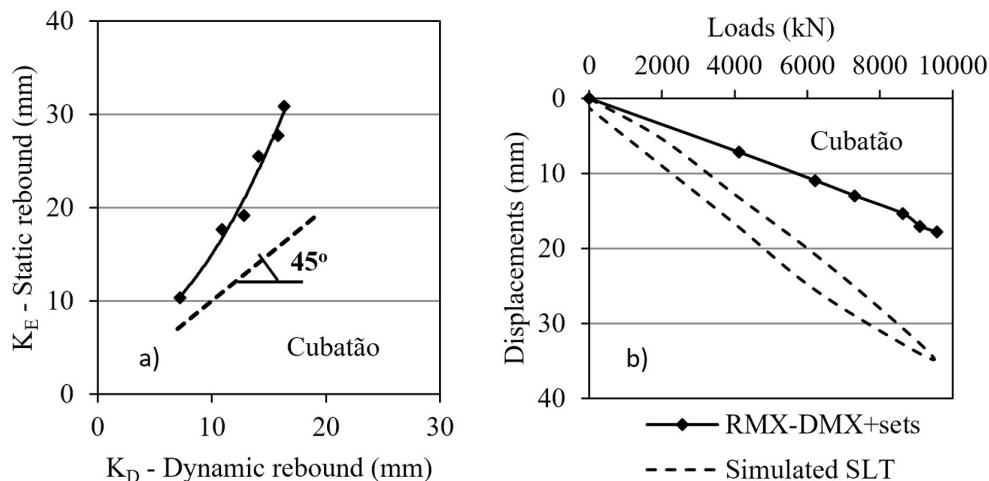 40
30
20
10
0
K_E - Static rebound (mm)
45º
a)
Cubatão
0 10 20 30
K_D - Dynamic rebound (mm)
Loads (kN)
0 2000 4000 6000 8000 10000
0
10
20
30
40
Displacements (mm)
Cubatão
b)
RMX-DMX+sets
Simulated SLT